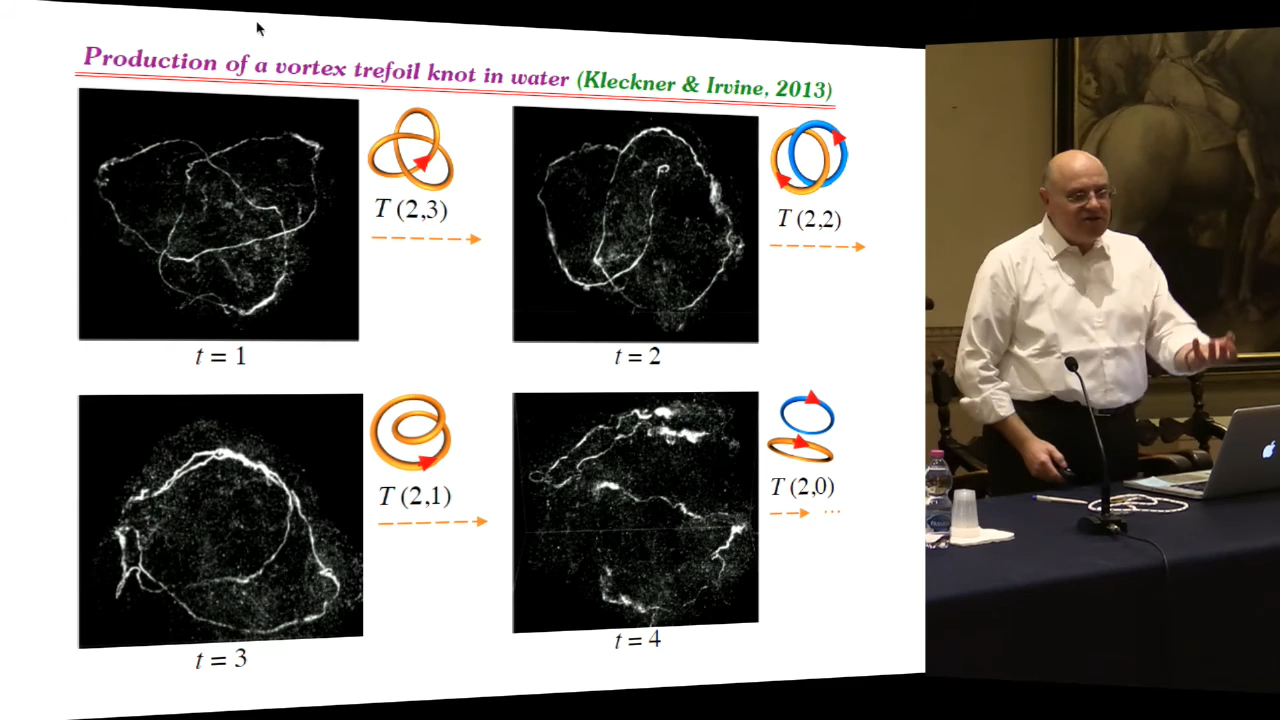 Production of a vortex trefoil knot in water (Kleckner & Irvine, 2013)
T (2,3)
T (2,2)
t = 1
t = 2
T (2,1)
T (2,0)
...
t = 3
t = 4